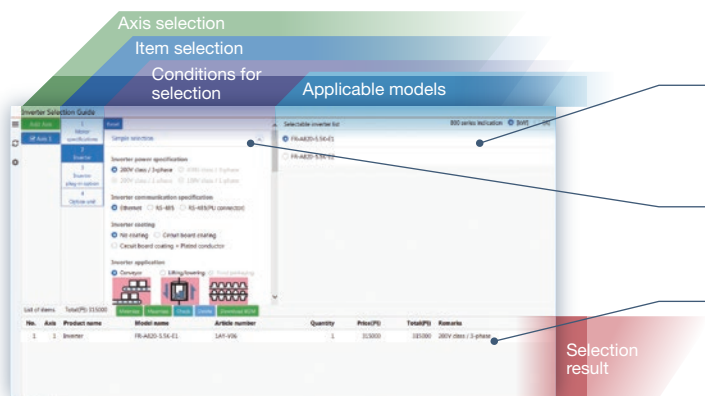 Axis selection
Item selection
Conditions for
selection
Applicable models
Inverter Selection Guide
Add Axis
1
Motor
specifications
Reset
Selectable inverter list
800 series indication
Axis 1
Simple selection
FR-A820-5.5K-E1
2
Inverter
Inverter power specification
3
Inverter
plug-in option
200V class / 3-phase
400V class / 3-phase
200V class / 1-phase
100V class / 1-phase
4
Option unit
Inverter communication specification
Ethernet
RS-485
RS-485(PU connector)
Inverter coating
No coating
Circuit board coating
Circuit board coating + Plated conductor
Inverter application
Conveyor
Lifting/lowering
List of items
Total(Pt) 315000
Check
Delete
Download BOM
No. Axis Product name Model name Article number Quantity Price(Pt) Total(Pt) Remarks
1 1 Inverter FR-A820-5.5K-E1 1AY-V06 1 315000 315000 200V class / 3-phase
Selection
result